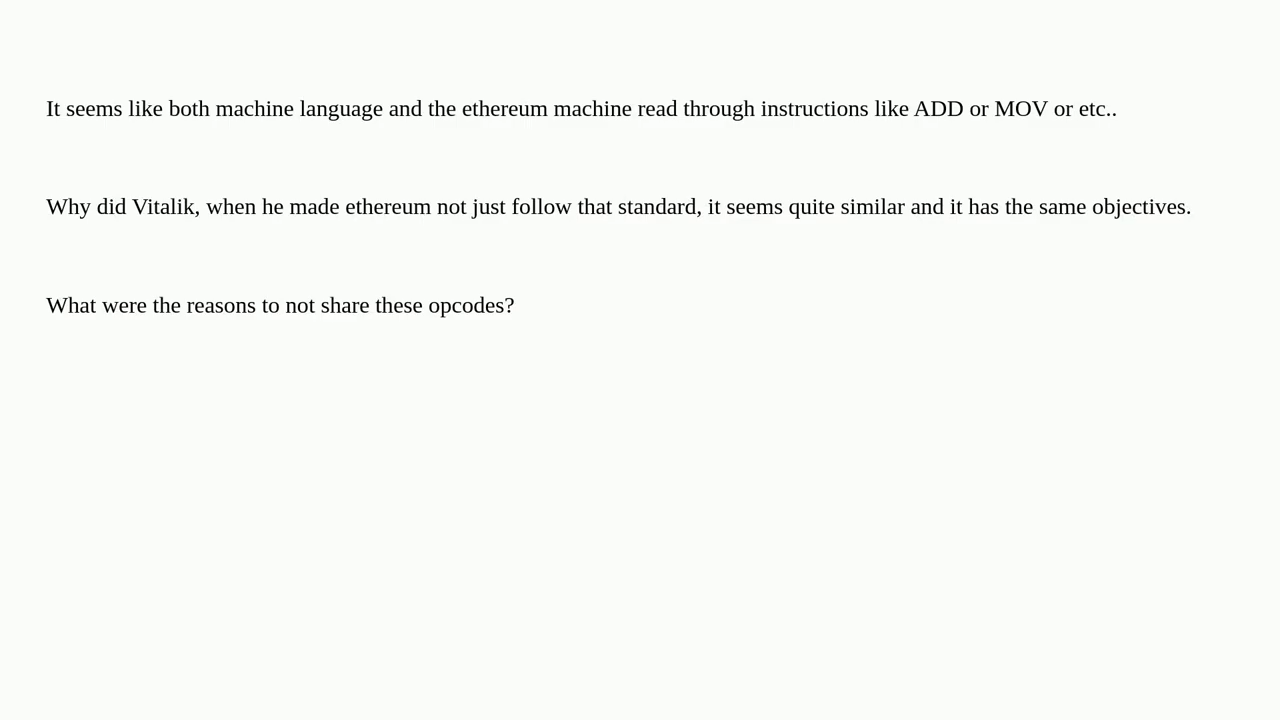 It seems like both machine language and the ethereum machine read through instructions like ADD or MOV or etc..
Why did Vitalik, when he made ethereum not just follow that standard, it seems quite similar and it has the same objectives.
What were the reasons to not share these opcodes?